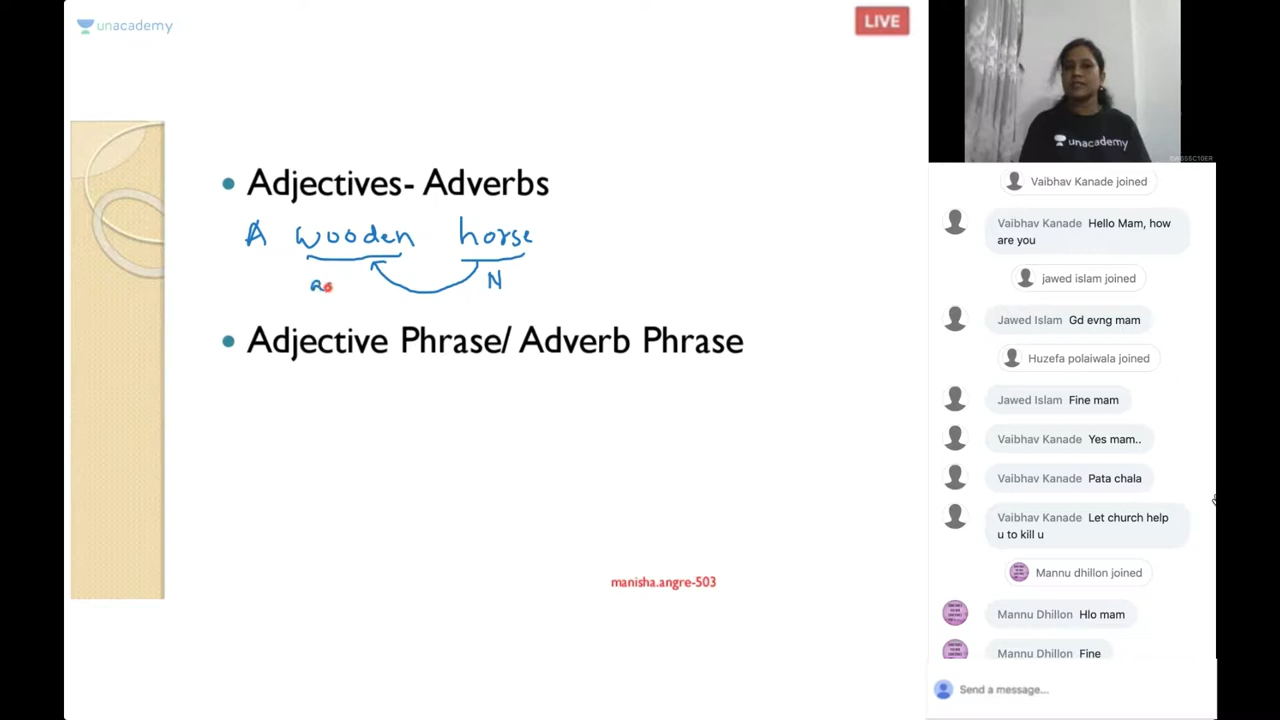 unacademy
LIVE
Adjectives- Adverbs
A wooden horse
N
Adjective Phrase/ Adverb Phrase
manisha.angre-503
unacademy
Vaibhav Kanade joined
Vaibhav Kanade Hello Mam, how
are you
jawed islam joined
Jawed Islam Gd evng mam
Huzefa polaiwala joined
Jawed Islam Fine mam
Vaibhav Kanade Yes mam..
Vaibhav Kanade Pata chala
Vaibhav Kanade Let church help
u to kill u
Mannu dhillon joined
Mannu Dhillon Hlo mam
Mannu Dhillon Fine
Send a message...